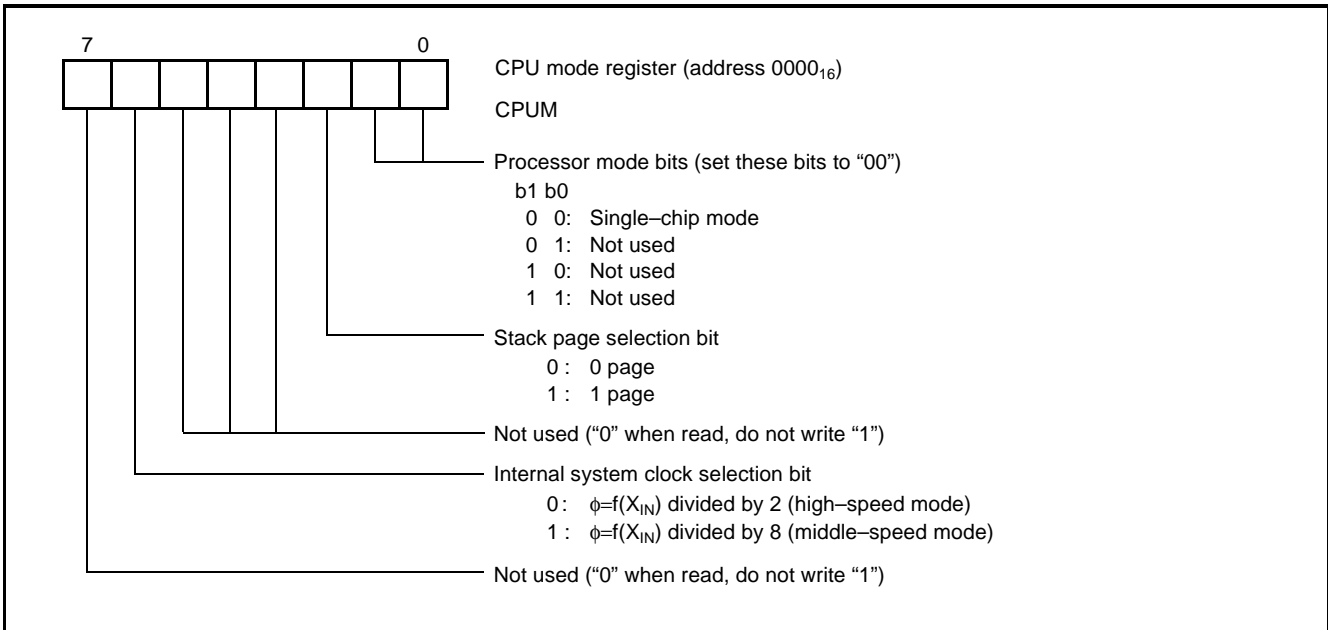 7 0
CPU mode register (address 0000₁₆)
CPUM
Processor mode bits (set these bits to “00”)
b1 b0
0 0: Single–chip mode
0 1: Not used
1 0: Not used
1 1: Not used
Stack page selection bit
0 : 0 page
1 : 1 page
Not used (“0” when read, do not write “1”)
Internal system clock selection bit
0 : ϕ=f(X_IN) divided by 2 (high–speed mode)
1 : ϕ=f(X_IN) divided by 8 (middle–speed mode)
Not used (“0” when read, do not write “1”)